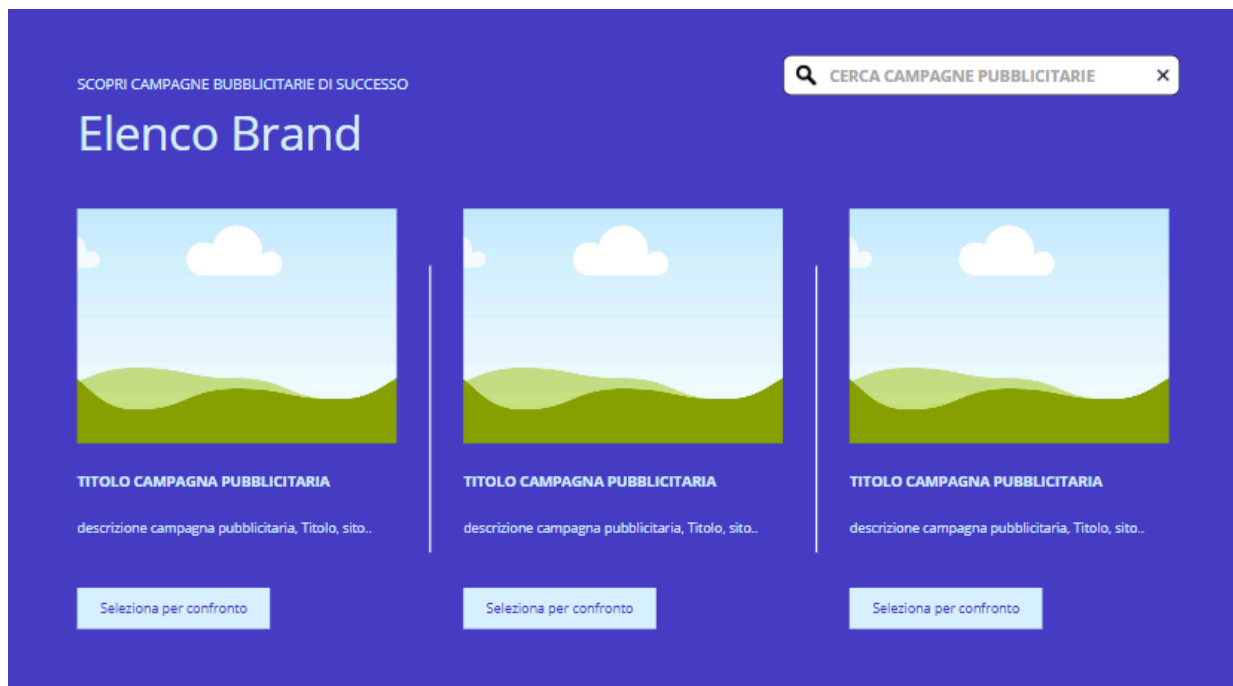 SCOPRI CAMPAGNE BUBBLICITARIE DI SUCCESSO
CERCA CAMPAGNE PUBBLICITARIE
Elenco Brand
TITOLO CAMPAGNA PUBBLICITARIA
descrizione campagna pubblicitaria, Titolo, sito..
Seleziona per confronto
TITOLO CAMPAGNA PUBBLICITARIA
descrizione campagna pubblicitaria, Titolo, sito..
Seleziona per confronto
TITOLO CAMPAGNA PUBBLICITARIA
descrizione campagna pubblicitaria, Titolo, sito..
Seleziona per confronto